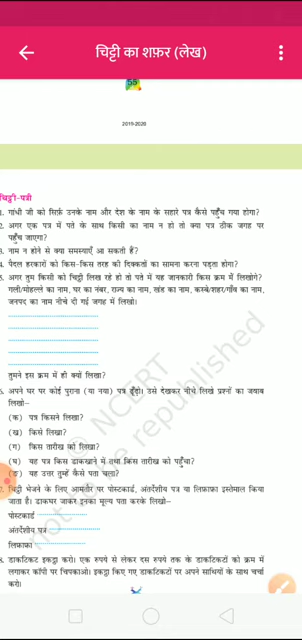 चिट्टी का शफ़र (लेख)
55
2019-2020
चिट्ठी-पत्री
1. गांधी जी को सिर्फ़ उनके नाम और देश के नाम के सहारे पत्र कैसे पहुँच गया होगा?
2. अगर एक पत्र में पते के साथ किसी का नाम न हो तो क्या पत्र ठीक जगह पर
पहुँच जाएगा?
3. नाम न होने से क्या समस्याएँ आ सकती हैं?
4. पैदल हरकारों को किस-किस तरह की दिक्कतों का सामना करना पड़ता होगा?
5. अगर तुम किसी को चिट्ठी लिख रहे हो तो पते में यह जानकारी किस क्रम में लिखोगे?
गली/मोहल्ले का नाम, घर का नंबर, राज्य का नाम, खंड का नाम, कस्बे/शहर/गाँव का नाम,
जनपद का नाम नीचे दी गई जगह में लिखो।
तुमने इस क्रम में ही क्यों लिखा?
6. अपने घर पर कोई पुराना (या नया) पत्र ढूँढ़ो। उसे देखकर नीचे लिखे प्रश्नों का जवाब
लिखो–
(क) पत्र किसने लिखा?
(ख) किसे लिखा?
(ग) किस तारीख को लिखा?
(घ) यह पत्र किस डाकखाने में तथा किस तारीख को पहुँचा?
(ङ) यह उत्तर तुम्हें कैसे पता चला?
चिट्ठी भेजने के लिए आमतौर पर पोस्टकार्ड, अंतर्देशीय पत्र या लिफ़ाफ़ा इस्तेमाल किया
जाता है। डाकघर जाकर इनका मूल्य पता करके लिखो–
पोस्टकार्ड
अंतर्देशीय पत्र
लिफ़ाफ़ा
8. डाकटिकट इकट्ठा करो। एक रुपये से लेकर दस रुपये तक के डाकटिकटों को क्रम में
लगाकर कॉपी पर चिपकाओ। इकट्ठा किए गए डाकटिकटों पर अपने साथियों के साथ चर्चा
करो।
© NCERT
not to be republished